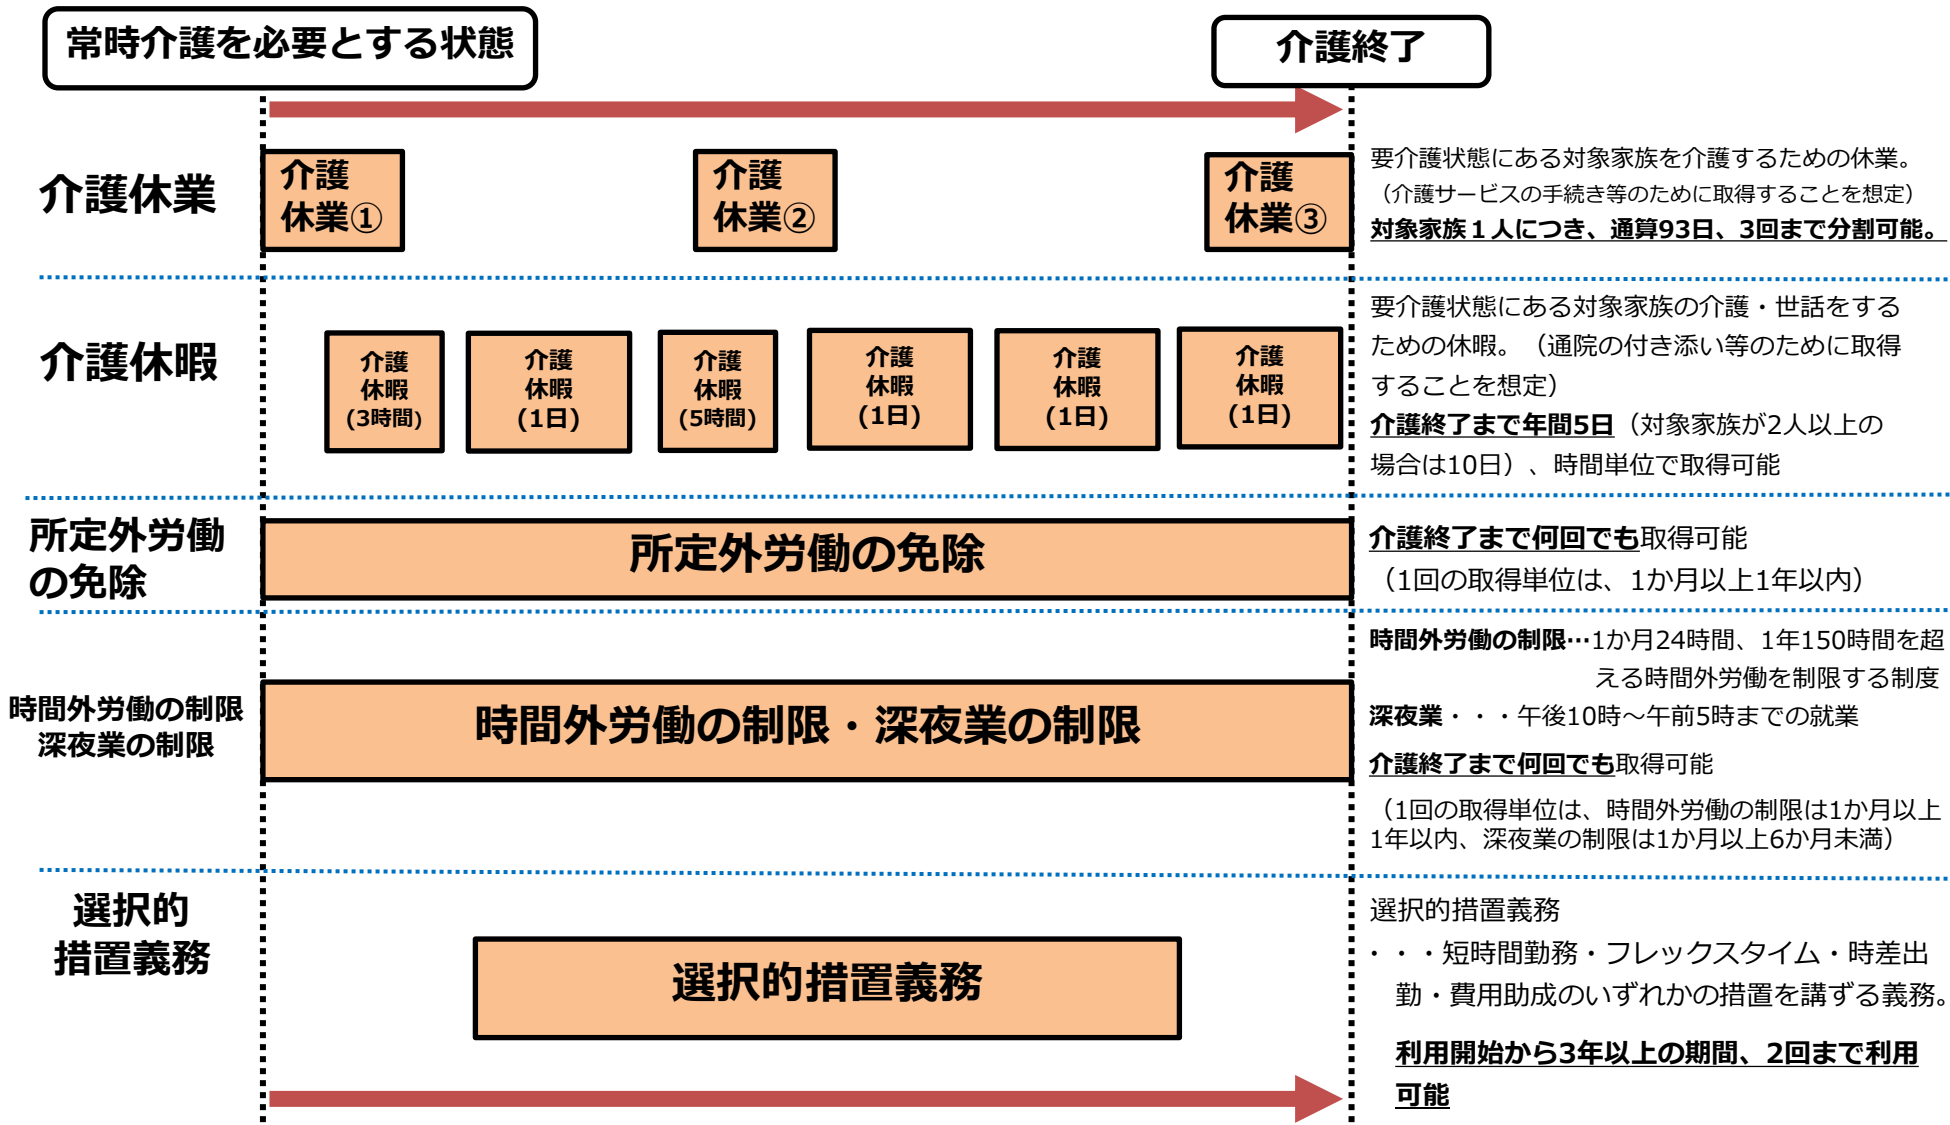 常時介護を必要とする状態
介護終了
介護休業
介護
休業①
介護
休業②
介護
休業③
要介護状態にある対象家族を介護するための休業。
（介護サービスの手続き等のために取得することを想定）
対象家族１人につき、通算93日、3回まで分割可能。
介護休暇
介護
休暇
(3時間)
介護
休暇
(1日)
介護
休暇
(5時間)
介護
休暇
(1日)
介護
休暇
(1日)
介護
休暇
(1日)
要介護状態にある対象家族の介護・世話をする
ための休暇。（通院の付き添い等のために取得
することを想定）
介護終了まで年間5日（対象家族が2人以上の
場合は10日）、時間単位で取得可能
所定外労働
の免除
所定外労働の免除
介護終了まで何回でも取得可能
（1回の取得単位は、1か月以上1年以内）
時間外労働の制限
深夜業の制限
時間外労働の制限・深夜業の制限
時間外労働の制限…1か月24時間、1年150時間を超
える時間外労働を制限する制度
深夜業・・・午後10時～午前5時までの就業
介護終了まで何回でも取得可能
（1回の取得単位は、時間外労働の制限は1か月以上
1年以内、深夜業の制限は1か月以上6か月未満）
選択的
措置義務
選択的措置義務
選択的措置義務
・・・短時間勤務・フレックスタイム・時差出
勤・費用助成のいずれかの措置を講ずる義務。
利用開始から3年以上の期間、2回まで利用
可能